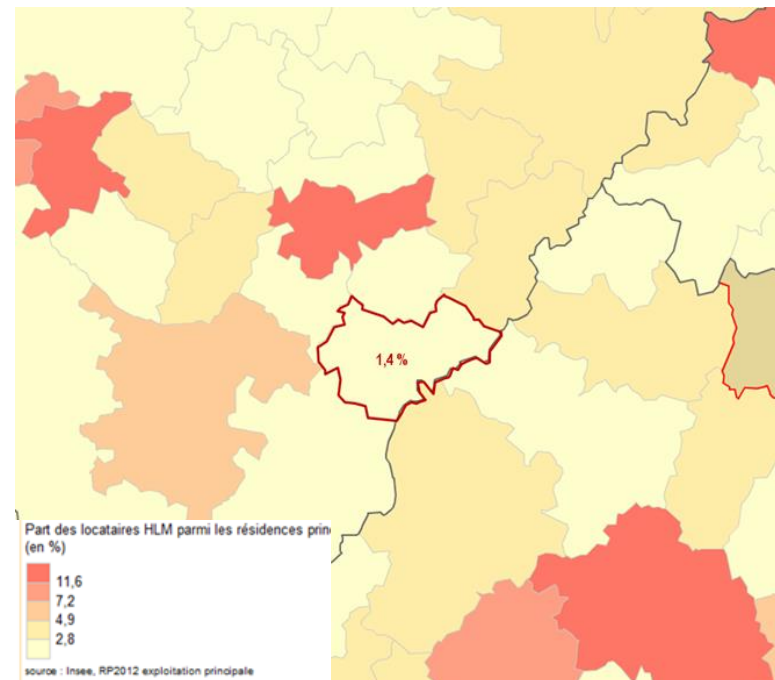 1,4 %
Part des locataires HLM parmi les résidences
(en %)
11,6
7,2
4,9
2,8
source : Insee, RP2012 exploitation principale